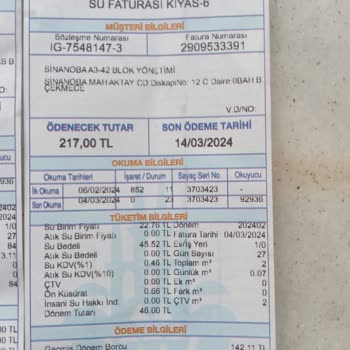 SU FATURASI KIYAS-6
MÜŞTERİ BİLGİLERİ
Sözleşme Numarası Fatura Numarası
IG-7548147-3 2909533391
SİNANOBA A3-42 BLOK YÖNETİMİ
SİNANOBA MAH AKTAY CD DışkapiNo: 12 C Daire 0BAH B.
ÇEKMECE
V.D/NO:
ÖDENECEK TUTAR SON ÖDEME TARİHİ
217,00 TL 14/03/2024
OKUMA BİLGİLERİ
Okuma Tarihleri İşaret / Durum Sayaç Seri No Okuyucu
İlk Okuma 06/02/2024 852 11 3703423
Son Okuma 04/03/2024 0 23 3703423 92936
TÜKETİM BİLGİLERİ
Su Birim Fiyatı 22.76 TL Dönem 202402
Atık Su Birim Fiyatı 0.00 TL Fatura Tarihi 04/03/2024
Su Bedeli 45.52 TL Ev/İş Yeri 1/0
Atık Su Bedeli 0.00 TL Gün Sayısı 27
Su KDV(%1) 0.46 TL Toplam m³ 2
Atık Su KDV(%10) 0.00 TL Günlük m³ 0.07
ÇTV 0.00 TL Ek m³ 0
Ön Küsürat 0.66 TL Fark m³ 0
İnsani Su Hakkı İnd. 0.00 TL ÇTV m³ 2
Dönem Tutarı 46.00 TL
ÖDEME BİLGİLERİ
Geçmiş Dönem Borcu 142.11 TL